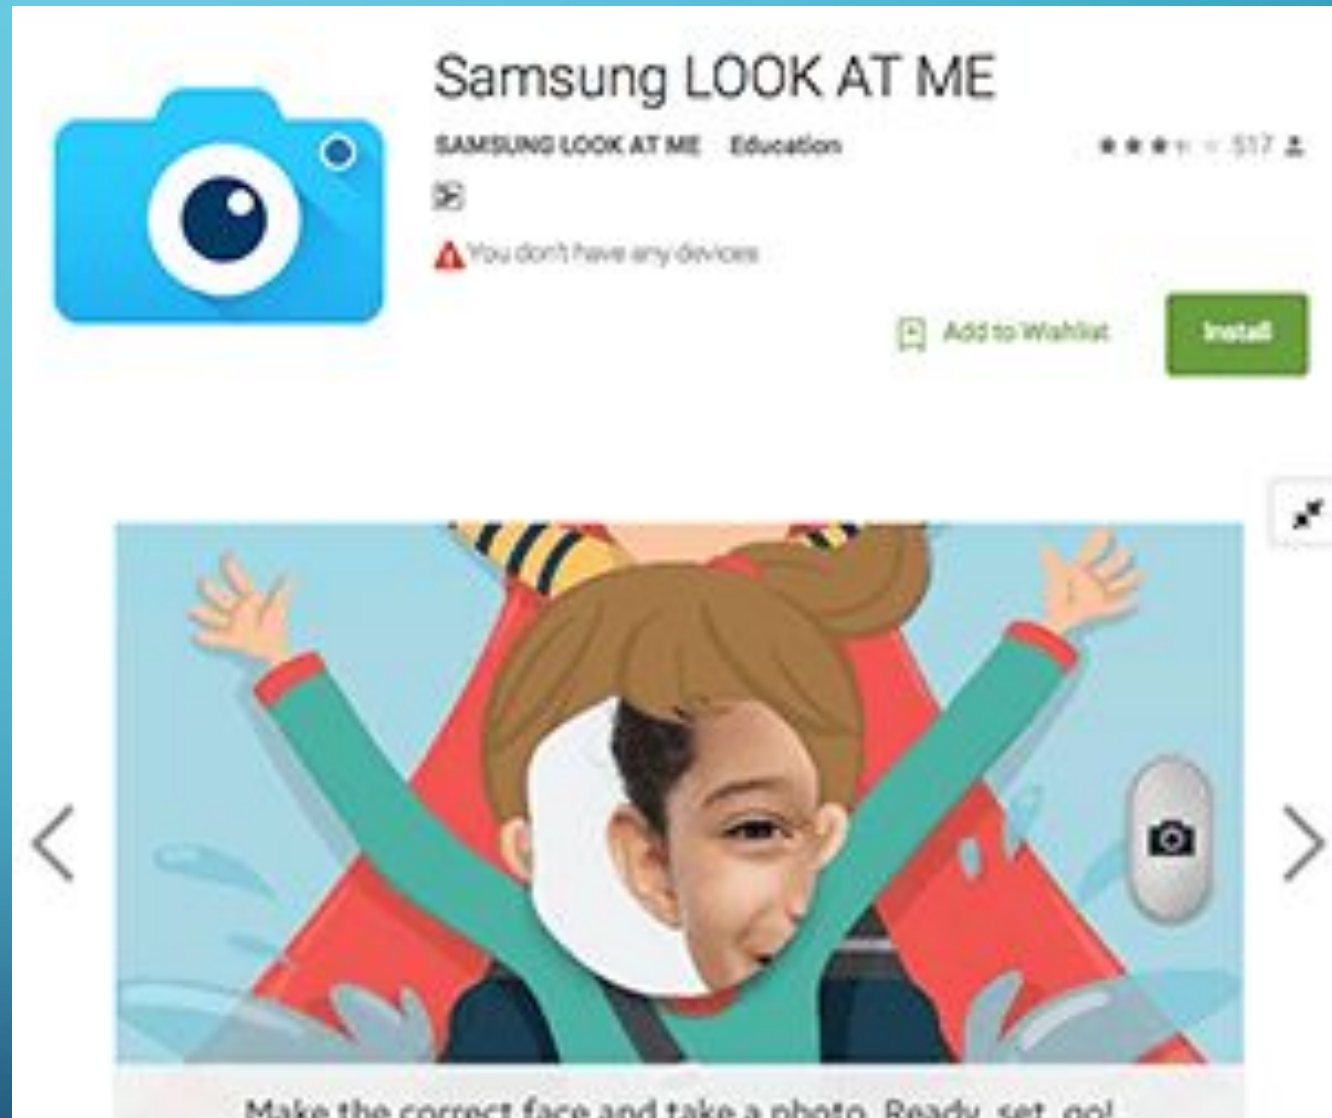 Samsung LOOK AT ME
SAMSUNG LOOK AT ME Education 517
You don't have any devices
Add to Wishlist Install
Make the correct face and take a photo. Ready, set, go!